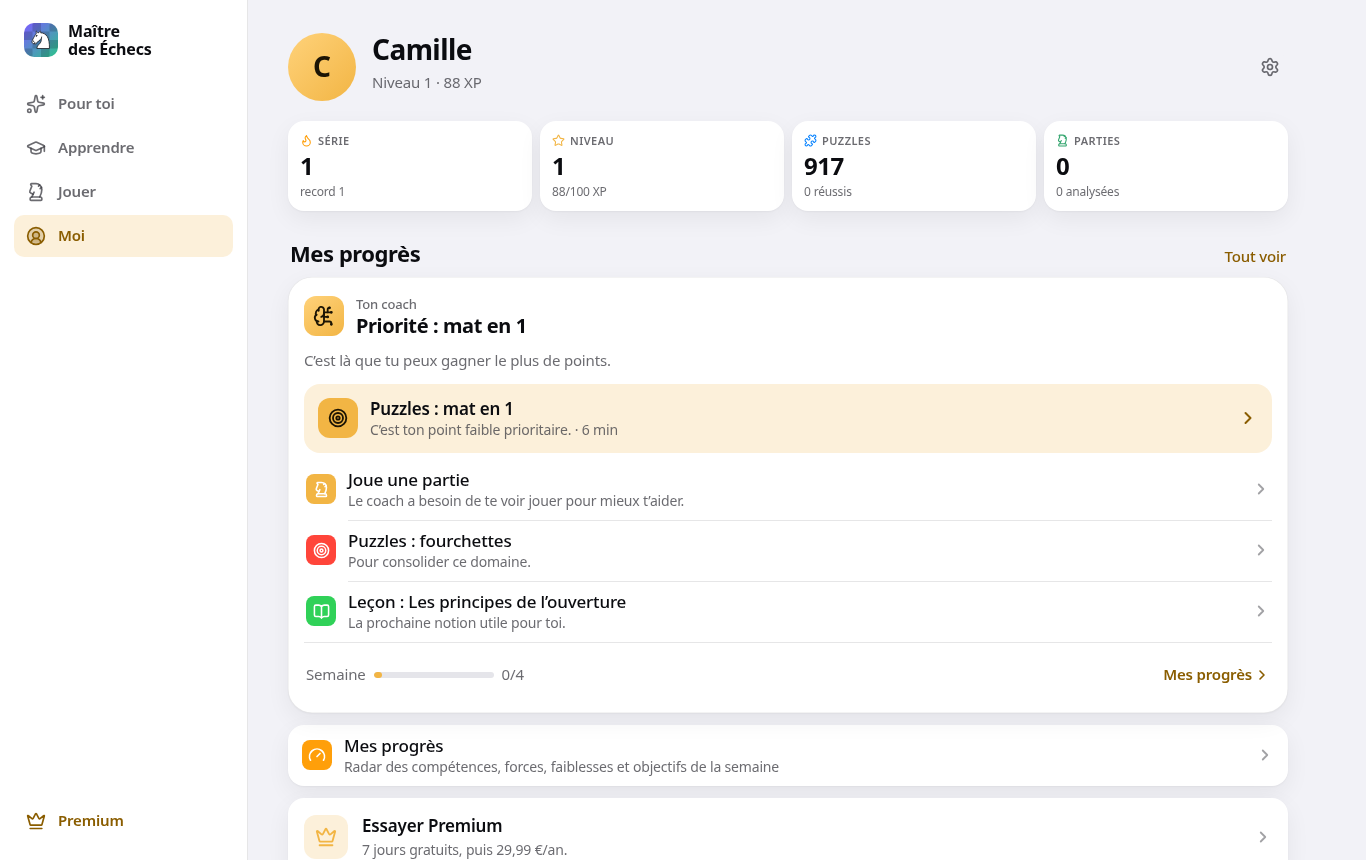 Maître
des Échecs
Pour toi
Apprendre
Jouer
Moi
Premium
C
Camille
Niveau 1 · 88 XP
SÉRIE
1
record 1
NIVEAU
1
88/100 XP
PUZZLES
917
0 réussis
PARTIES
0
0 analysées
Mes progrès
Tout voir
Ton coach
Priorité : mat en 1
C’est là que tu peux gagner le plus de points.
Puzzles : mat en 1
C’est ton point faible prioritaire. · 6 min
Joue une partie
Le coach a besoin de te voir jouer pour mieux t’aider.
Puzzles : fourchettes
Pour consolider ce domaine.
Leçon : Les principes de l’ouverture
La prochaine notion utile pour toi.
Semaine 0/4
Mes progrès
Mes progrès
Radar des compétences, forces, faiblesses et objectifs de la semaine
Essayer Premium
7 jours gratuits, puis 29,99 €/an.